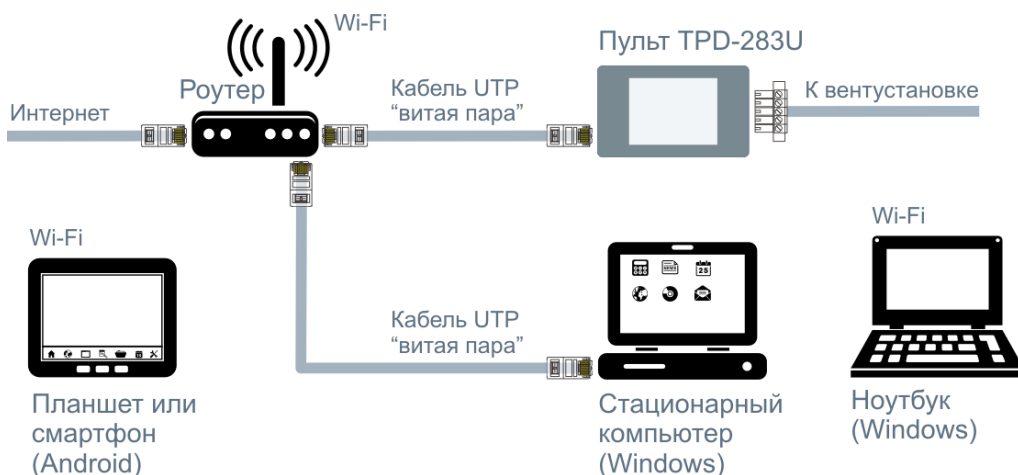 Wi-Fi
Пульт TPD-283U
Роутер
Кабель UTP
“витая пара”
К вентустановке
Интернет
Wi-Fi
Wi-Fi
25
Кабель UTP
“витая пара”
Планшет или
смартфон
(Android)
Стационарный
компьютер
(Windows)
Ноутбук
(Windows)